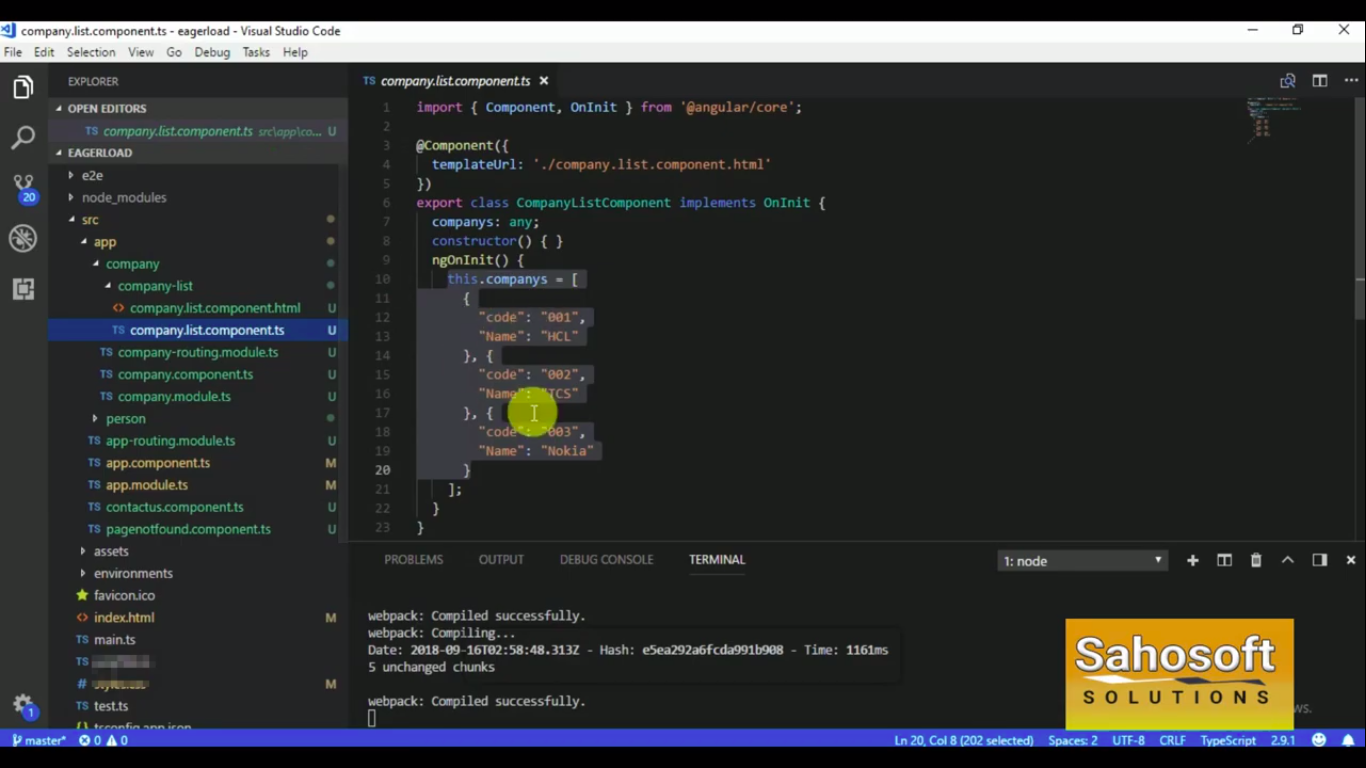 company.list.component.ts - eagerload - Visual Studio Code
File Edit Selection View Go Debug Tasks Help
EXPLORER
OPEN EDITORS
TS company.list.component.ts src\app\co... U
EAGERLOAD
e2e
node_modules
20
src
app
company
company-list
<> company.list.component.html U
TS company.list.component.ts U
TS company-routing.module.ts U
TS company.component.ts U
TS company.module.ts U
person
TS app-routing.module.ts U
TS app.component.ts M
TS app.module.ts M
TS contactus.component.ts U
TS pagenotfound.component.ts U
assets
environments
favicon.ico
<> index.html M
TS main.ts
TS
# M
TS test.ts
{} tsconfig.app.json
1
TS company.list.component.ts
1 import { Component, OnInit } from '@angular/core';
2
3 @Component({
4 templateUrl: './company.list.component.html'
5 })
6 export class CompanyListComponent implements OnInit {
7 companys: any;
8 constructor() { }
9 ngOnInit() {
10 this.companys = [
11 {
12 "code": "001",
13 "Name": "HCL"
14 }, {
15 "code": "002",
16 "Name": "TCS"
17 }, {
18 "code": "003",
19 "Name": "Nokia"
20 }
21 ];
22 }
23 }
PROBLEMS OUTPUT DEBUG CONSOLE TERMINAL 1: node
webpack: Compiled successfully.
webpack: Compiling...
Date: 2018-09-16T02:58:48.313Z - Hash: e5ea292a6fcda991b908 - Time: 1161ms
5 unchanged chunks
webpack: Compiled successfully.
Sahosoft
SOLUTIONS
master* 0 0 Ln 20, Col 8 (202 selected) Spaces: 2 UTF-8 CRLF TypeScript 2.9.1